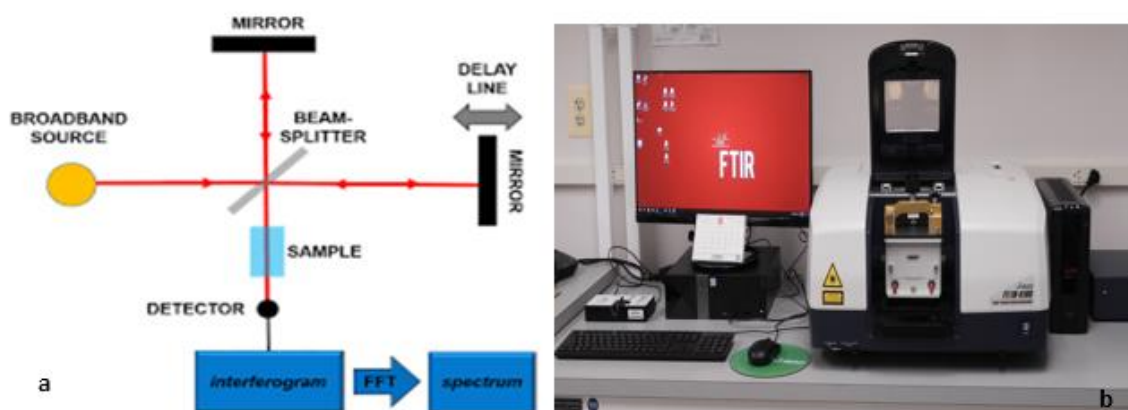 MIRROR
DELAY
LINE
BROADBAND
SOURCE
BEAM-
SPLITTER
MIRROR
SAMPLE
DETECTOR
interferogram
FFT
spectrum
a
FTIR
b